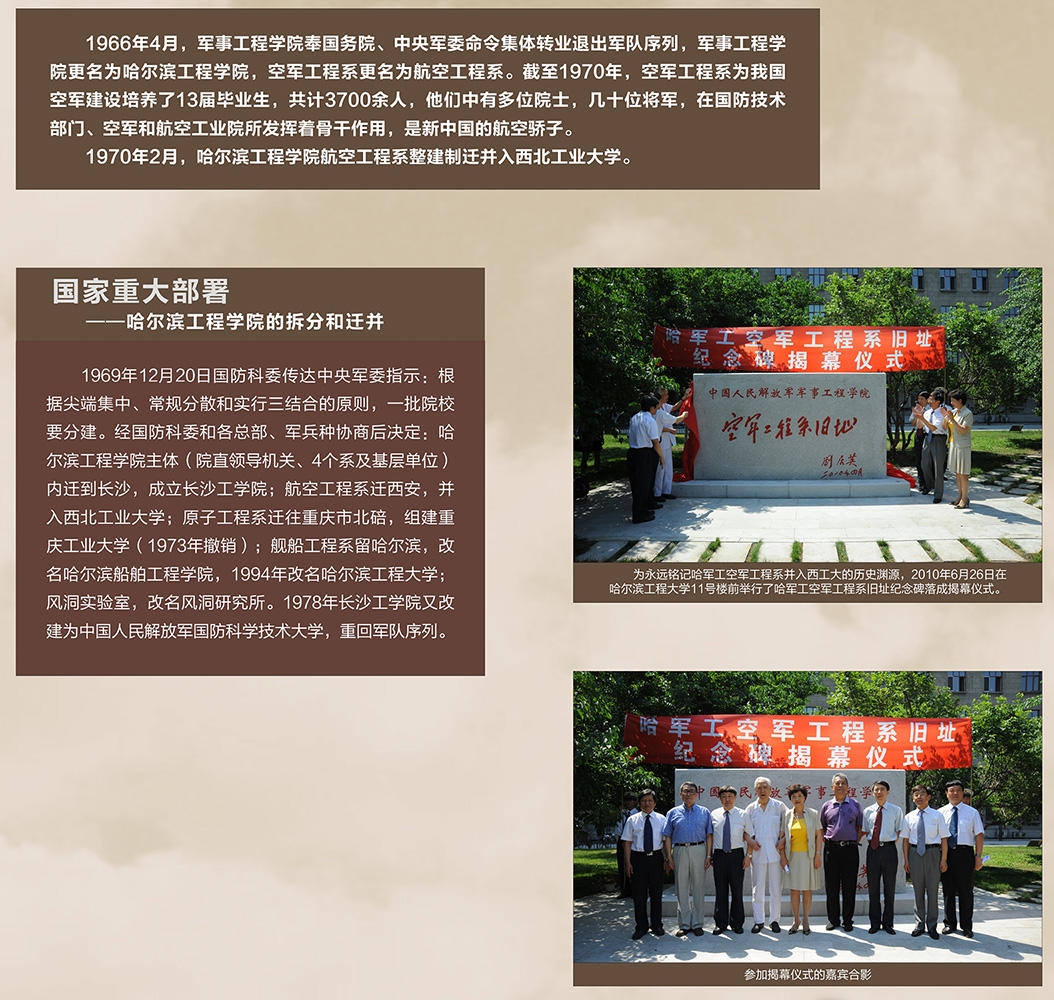 1966年4月，军事工程学院奉国务院、中央军委命令集体转业退出军队序列，军事工程学
院更名为哈尔滨工程学院，空军工程系更名为航空工程系。截至1970年，空军工程系为我国
空军建设培养了13届毕业生，共计3700余人，他们中有多位院士，几十位将军，在国防技术
部门、空军和航空工业院所发挥着骨干作用，是新中国的航空骄子。
1970年2月，哈尔滨工程学院航空工程系整建制迁并入西北工业大学。
国家重大部署
——哈尔滨工程学院的拆分和迁并
1969年12月20日国防科委传达中央军委指示：根
据尖端集中、常规分散和实行三结合的原则，一批院校
要分建。经国防科委和各总部、军兵种协商后决定：哈
尔滨工程学院主体（院直领导机关、4个系及基层单位）
内迁到长沙，成立长沙工学院；航空工程系迁西安，并
入西北工业大学；原子工程系迁往重庆市北碚，组建重
庆工业大学（1973年撤销）；舰船工程系留哈尔滨，改
名哈尔滨船舶工程学院，1994年改名哈尔滨工程大学；
风洞实验室，改名风洞研究所。1978年长沙工学院又改
建为中国人民解放军国防科学技术大学，重回军队序列。
哈军工空军工程系旧址
纪念碑揭幕仪式
中国人民解放军军事工程学院
空军工程系旧址
刘居英
二〇一〇年四月
为永远铭记哈军工空军工程系并入西工大的历史渊源，2010年6月26日在
哈尔滨工程大学11号楼前举行了哈军工空军工程系旧址纪念碑落成揭幕仪式。
哈军工空军工程系旧址
纪念碑揭幕仪式
中国人民解放军军事工程学
英
参加揭幕仪式的嘉宾合影